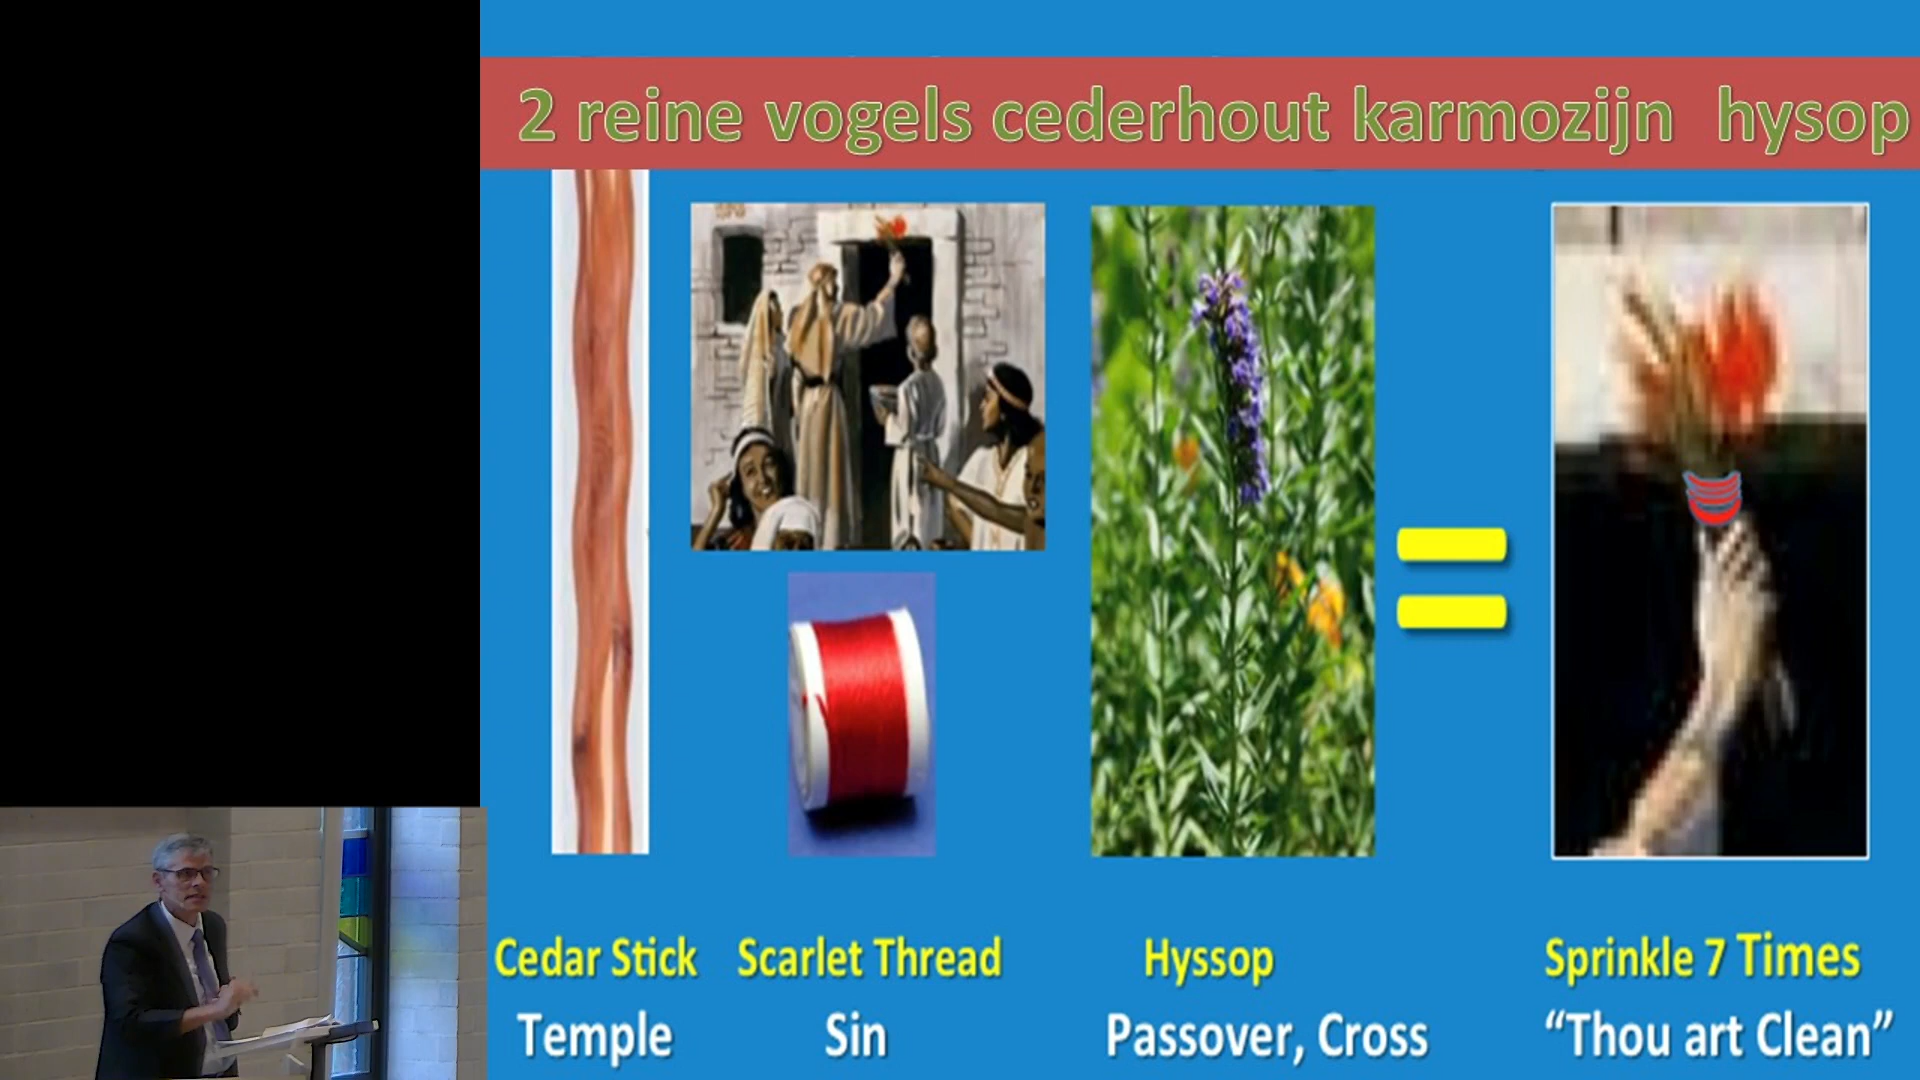 2 reine vogels cederhout karmozijn hysop
Cedar Stick Scarlet Thread Hyssop Sprinkle 7 Times
Temple Sin Passover, Cross “Thou art Clean”